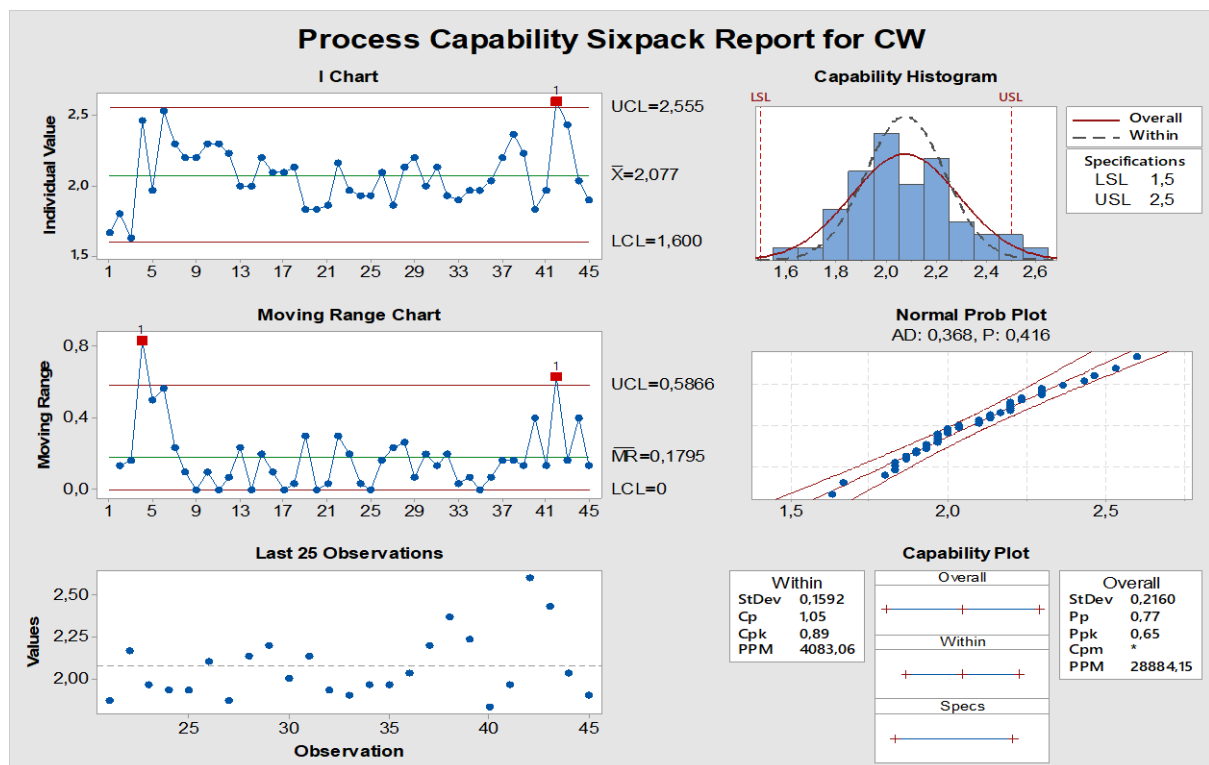 Process Capability Sixpack Report for CW
I Chart
Individual Value
2.5
2.0
1.5
1
UCL=2,555
X̄=2,077
LCL=1,600
1 5 9 13 17 21 25 29 33 37 41 45
Capability Histogram
LSL
USL
Overall
Within
Specifications
LSL 1,5
USL 2,5
1,6 1,8 2,0 2,2 2,4 2,6
Moving Range Chart
Moving Range
0,8
0,4
0,0
1
1
UCL=0,5866
M̅R̅=0,1795
LCL=0
1 5 9 13 17 21 25 29 33 37 41 45
Normal Prob Plot
AD: 0,368, P: 0,416
1,5 2,0 2,5
Last 25 Observations
Values
2,50
2,25
2,00
25 30 35 40 45
Observation
Capability Plot
Within
StDev 0,1592
Cp 1,05
Cpk 0,89
PPM 4083,06
Overall
Within
Specs
Overall
StDev 0,2160
Pp 0,77
Ppk 0,65
Cpm *
PPM 28884,15